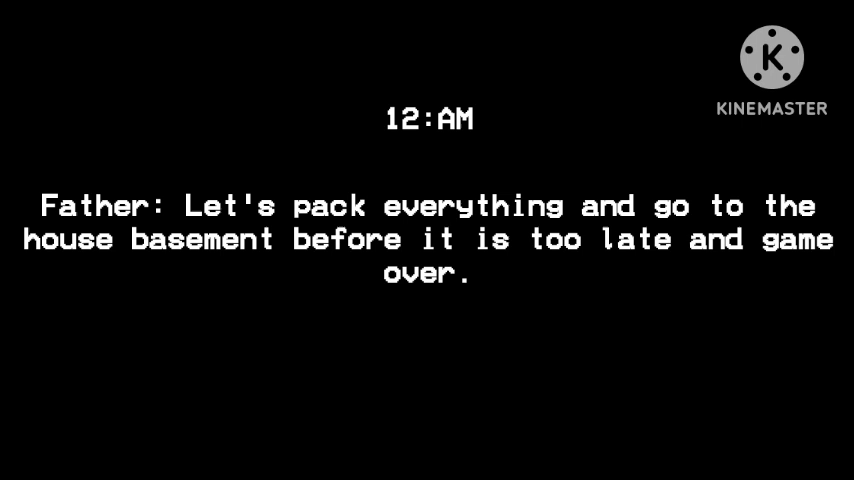 K
KINEMASTER
12:AM
Father: Let's pack everything and go to the
house basement before it is too late and game
over.